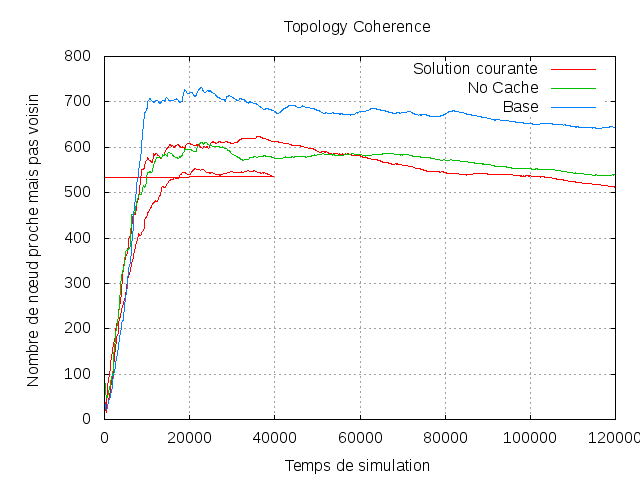 Topology Coherence
800
700
600
500
400
300
200
100
0
Nombre de nœud proche mais pas voisin
Solution courante
No Cache
Base
0 20000 40000 60000 80000 100000 120000
Temps de simulation